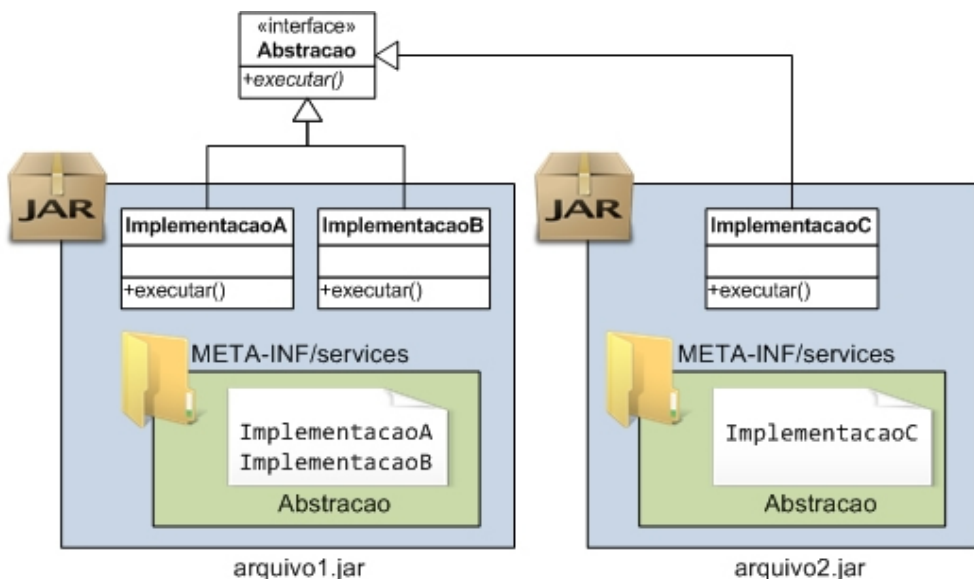 «interface»
Abstracao
+executar()
JAR
ImplementacaoA
+executar()
ImplementacaoB
+executar()
META-INF/services
ImplementacaoA
ImplementacaoB
Abstracao
arquivo1.jar
JAR
ImplementacaoC
+executar()
META-INF/services
ImplementacaoC
Abstracao
arquivo2.jar